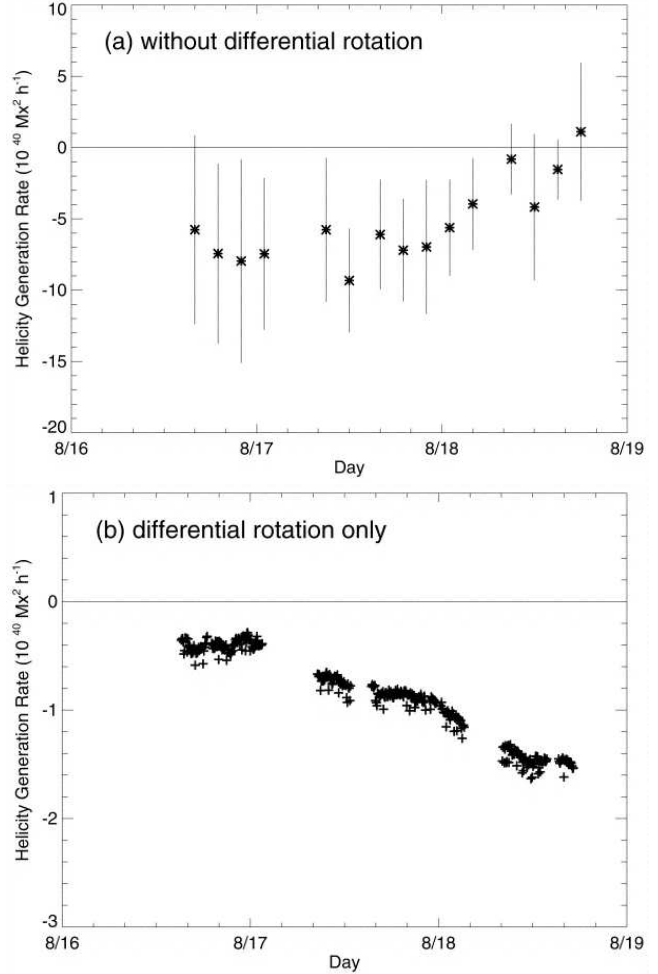 10
(a) without differential rotation
5
0
-5
-10
-15
-20
Helicity Generation Rate (10 40 Mx2 h-1)
8/16 8/17 8/18 8/19
Day
1
(b) differential rotation only
0
-1
-2
-3
Helicity Generation Rate (10 40 Mx2 h-1)
8/16 8/17 8/18 8/19
Day